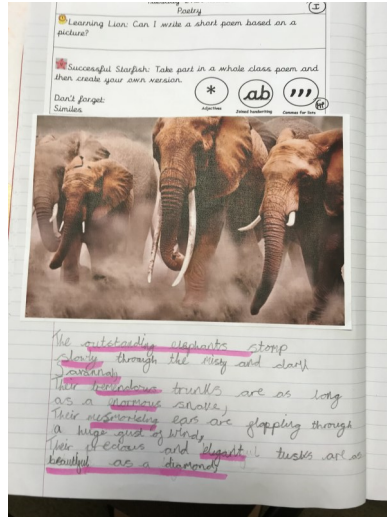 Poetry
I
Learning Lion: Can I write a short poem based on a
picture?
Successful Starfish: Take part in a whole class poem and
then create your own version.
Don't forget:
Similes
*
ab
,,,
Adjectives
Joined handwriting
Commas for lists
The outstanding elephants stomp
slowly through the misty and dark
Savannah
Their tremendous trunks are as long
as a snake,
Their mesmerising ears are flapping through
a huge gust of wind,
Their precious and elegant tusks are as
beautiful as a diamond